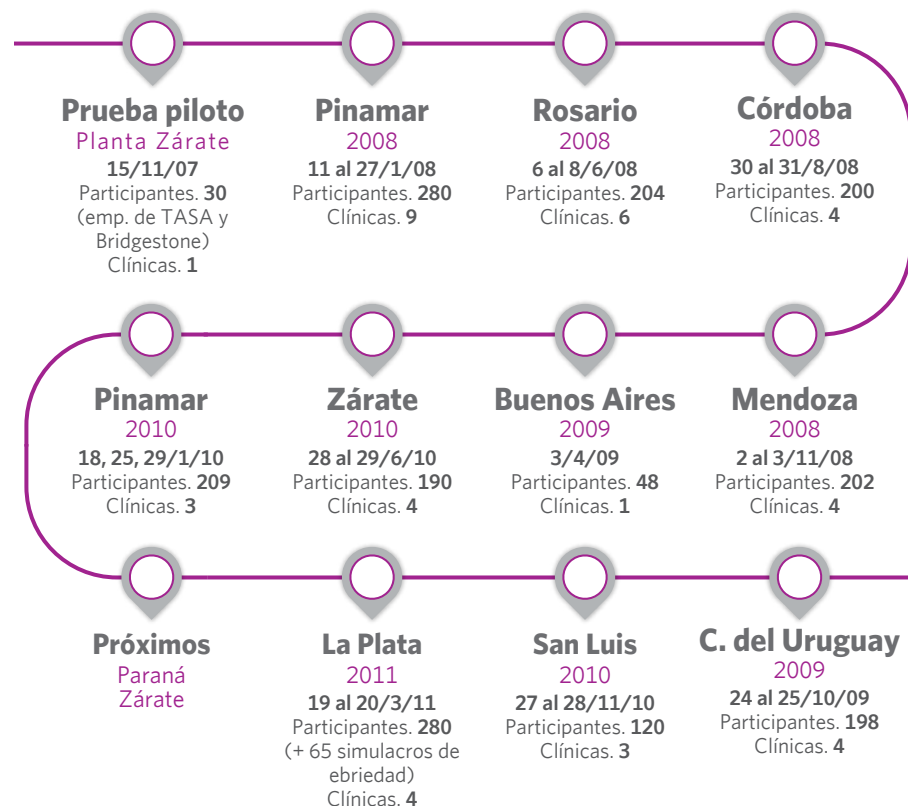 Prueba piloto
Planta Zárate
15/11/07
Participantes. 30
(emp. de TASA y
Bridgestone)
Clínicas. 1
Pinamar
2008
11 al 27/1/08
Participantes. 280
Clínicas. 9
Rosario
2008
6 al 8/6/08
Participantes. 204
Clínicas. 6
Córdoba
2008
30 al 31/8/08
Participantes. 200
Clínicas. 4
Pinamar
2010
18, 25, 29/1/10
Participantes. 209
Clínicas. 3
Zárate
2010
28 al 29/6/10
Participantes. 190
Clínicas. 4
Buenos Aires
2009
3/4/09
Participantes. 48
Clínicas. 1
Mendoza
2008
2 al 3/11/08
Participantes. 202
Clínicas. 4
Próximos
Paraná
Zárate
La Plata
2011
19 al 20/3/11
Participantes. 280
(+ 65 simulacros de
ebriedad)
Clínicas. 4
San Luis
2010
27 al 28/11/10
Participantes. 120
Clínicas. 3
C. del Uruguay
2009
24 al 25/10/09
Participantes. 198
Clínicas. 4